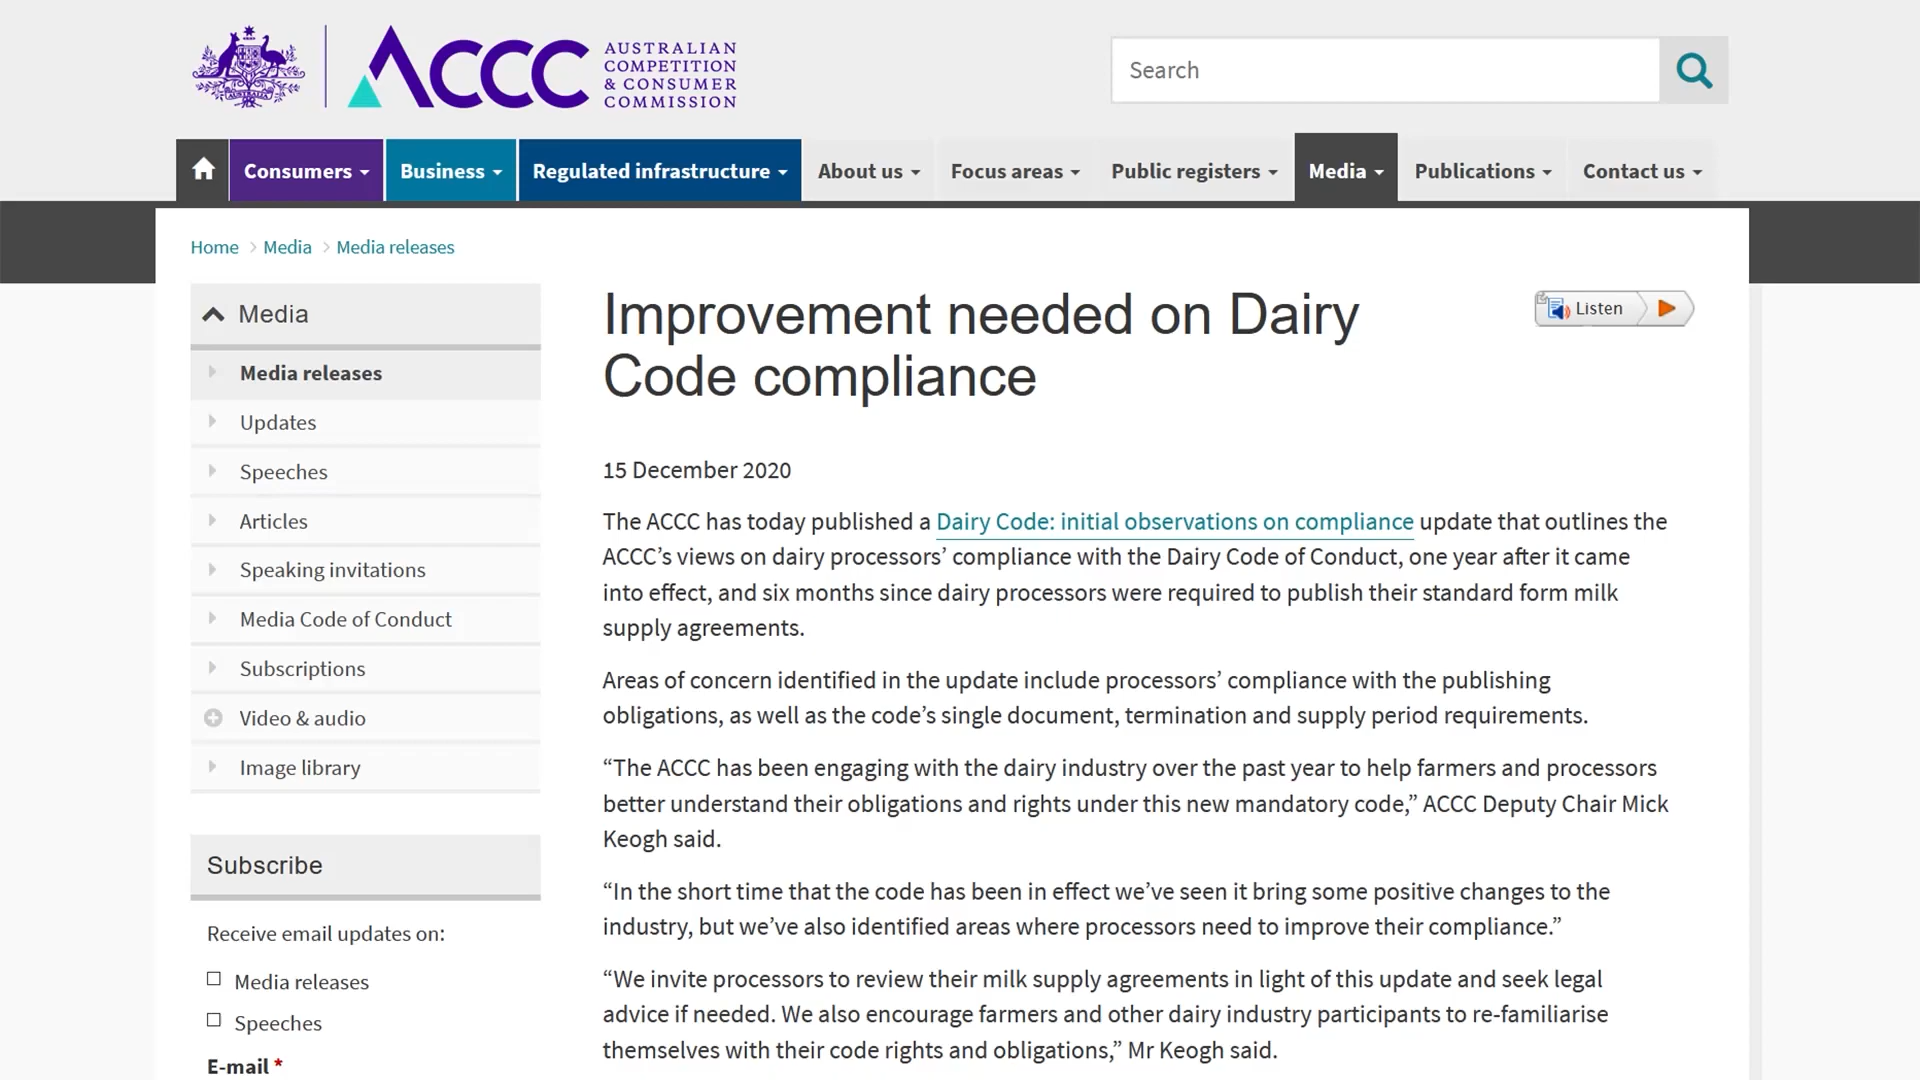 ACCC
AUSTRALIAN
COMPETITION
& CONSUMER
COMMISSION
AUSTRALIA
Search
Consumers
Business
Regulated infrastructure
About us
Focus areas
Public registers
Media
Publications
Contact us
Home > Media > Media releases
Media
Media releases
Updates
Speeches
Articles
Speaking invitations
Media Code of Conduct
Subscriptions
Video & audio
Image library
Subscribe
Receive email updates on:
Media releases
Speeches
E-mail *
Improvement needed on Dairy
Code compliance
Listen
15 December 2020
The ACCC has today published a Dairy Code: initial observations on compliance update that outlines the
ACCC’s views on dairy processors’ compliance with the Dairy Code of Conduct, one year after it came
into effect, and six months since dairy processors were required to publish their standard form milk
supply agreements.
Areas of concern identified in the update include processors’ compliance with the publishing
obligations, as well as the code’s single document, termination and supply period requirements.
“The ACCC has been engaging with the dairy industry over the past year to help farmers and processors
better understand their obligations and rights under this new mandatory code,” ACCC Deputy Chair Mick
Keogh said.
“In the short time that the code has been in effect we’ve seen it bring some positive changes to the
industry, but we’ve also identified areas where processors need to improve their compliance.”
“We invite processors to review their milk supply agreements in light of this update and seek legal
advice if needed. We also encourage farmers and other dairy industry participants to re-familiarise
themselves with their code rights and obligations,” Mr Keogh said.